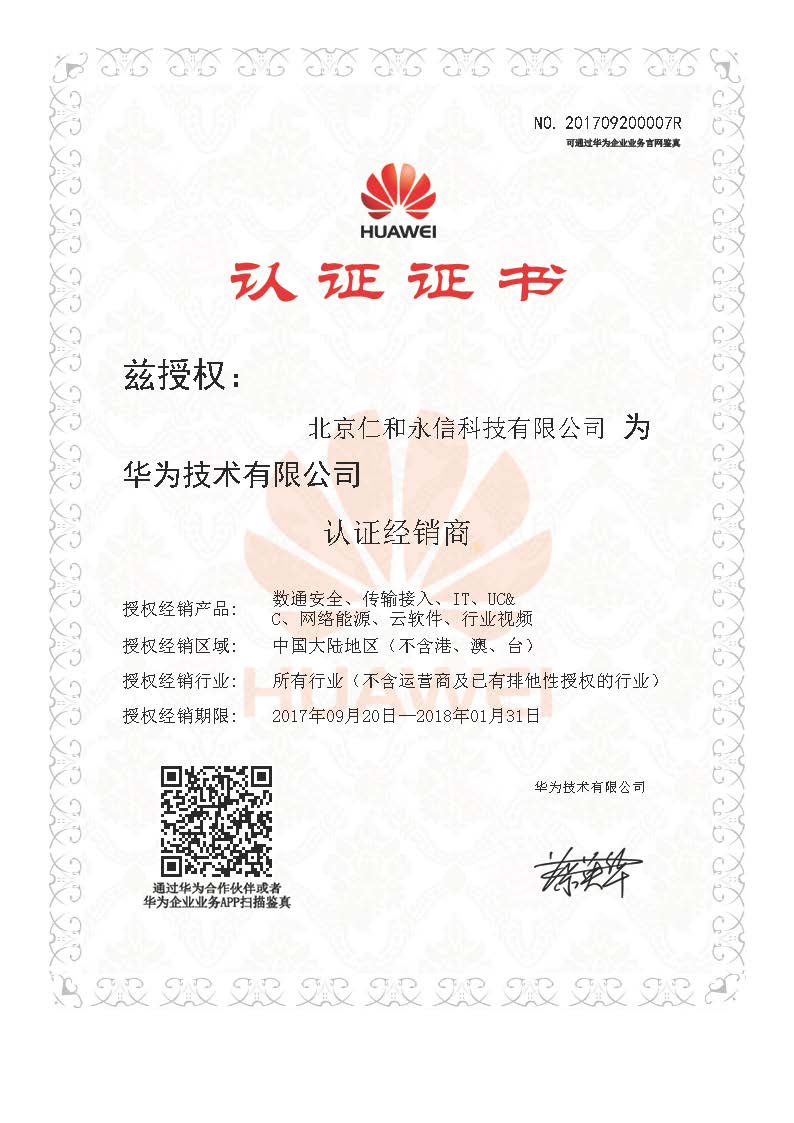 NO. 201709200007R
可通过华为企业业务官网鉴真
HUAWEI
认证证书
兹授权：
北京仁和永信科技有限公司 为
华为技术有限公司
认证经销商
授权经销产品: 数通安全、传输接入、IT、UC&
C、网络能源、云软件、行业视频
授权经销区域: 中国大陆地区（不含港、澳、台）
授权经销行业: 所有行业（不含运营商及已有排他性授权的行业）
授权经销期限: 2017年09月20日—2018年01月31日
HUAWEI
华为技术有限公司
通过华为合作伙伴或者
华为企业业务APP扫描鉴真